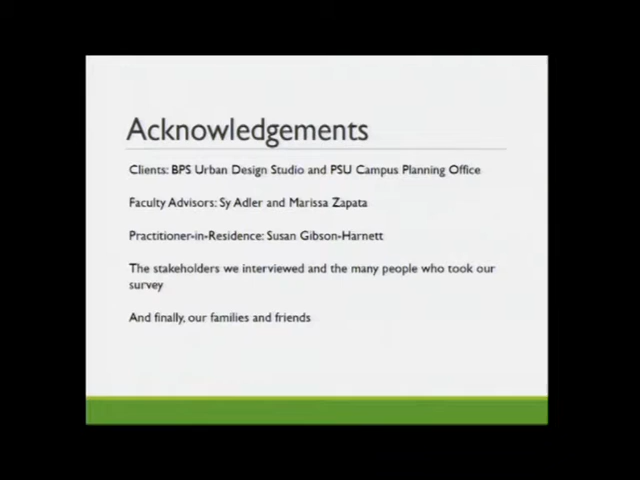 Acknowledgements
Clients: BPS Urban Design Studio and PSU Campus Planning Office
Faculty Advisors: Sy Adler and Marissa Zapata
Practitioner-in-Residence: Susan Gibson-Harnett
The stakeholders we interviewed and the many people who took our
survey
And finally, our families and friends